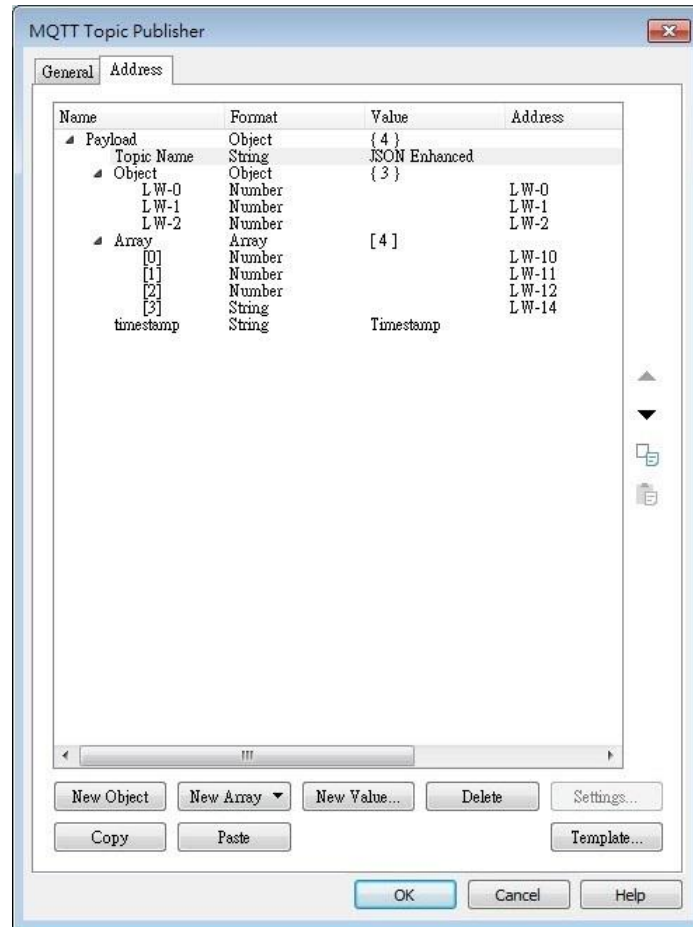 MQTT Topic Publisher
General Address
Name Format Value Address
Payload Object { 4 }
Topic Name String JSON Enhanced
Object Object { 3 }
LW-0 Number LW-0
LW-1 Number LW-1
LW-2 Number LW-2
Array Array [ 4 ]
[0] Number LW-10
[1] Number LW-11
[2] Number LW-12
[3] String LW-14
timestamp String Timestamp
New Object New Array New Value... Delete Settings...
Copy Paste Template...
OK Cancel Help